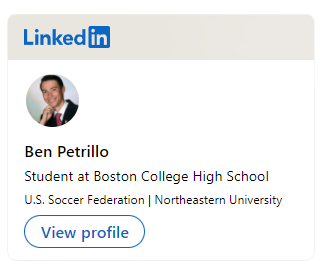 LinkedIn
Ben Petrillo
Student at Boston College High School
U.S. Soccer Federation | Northeastern University
View profile